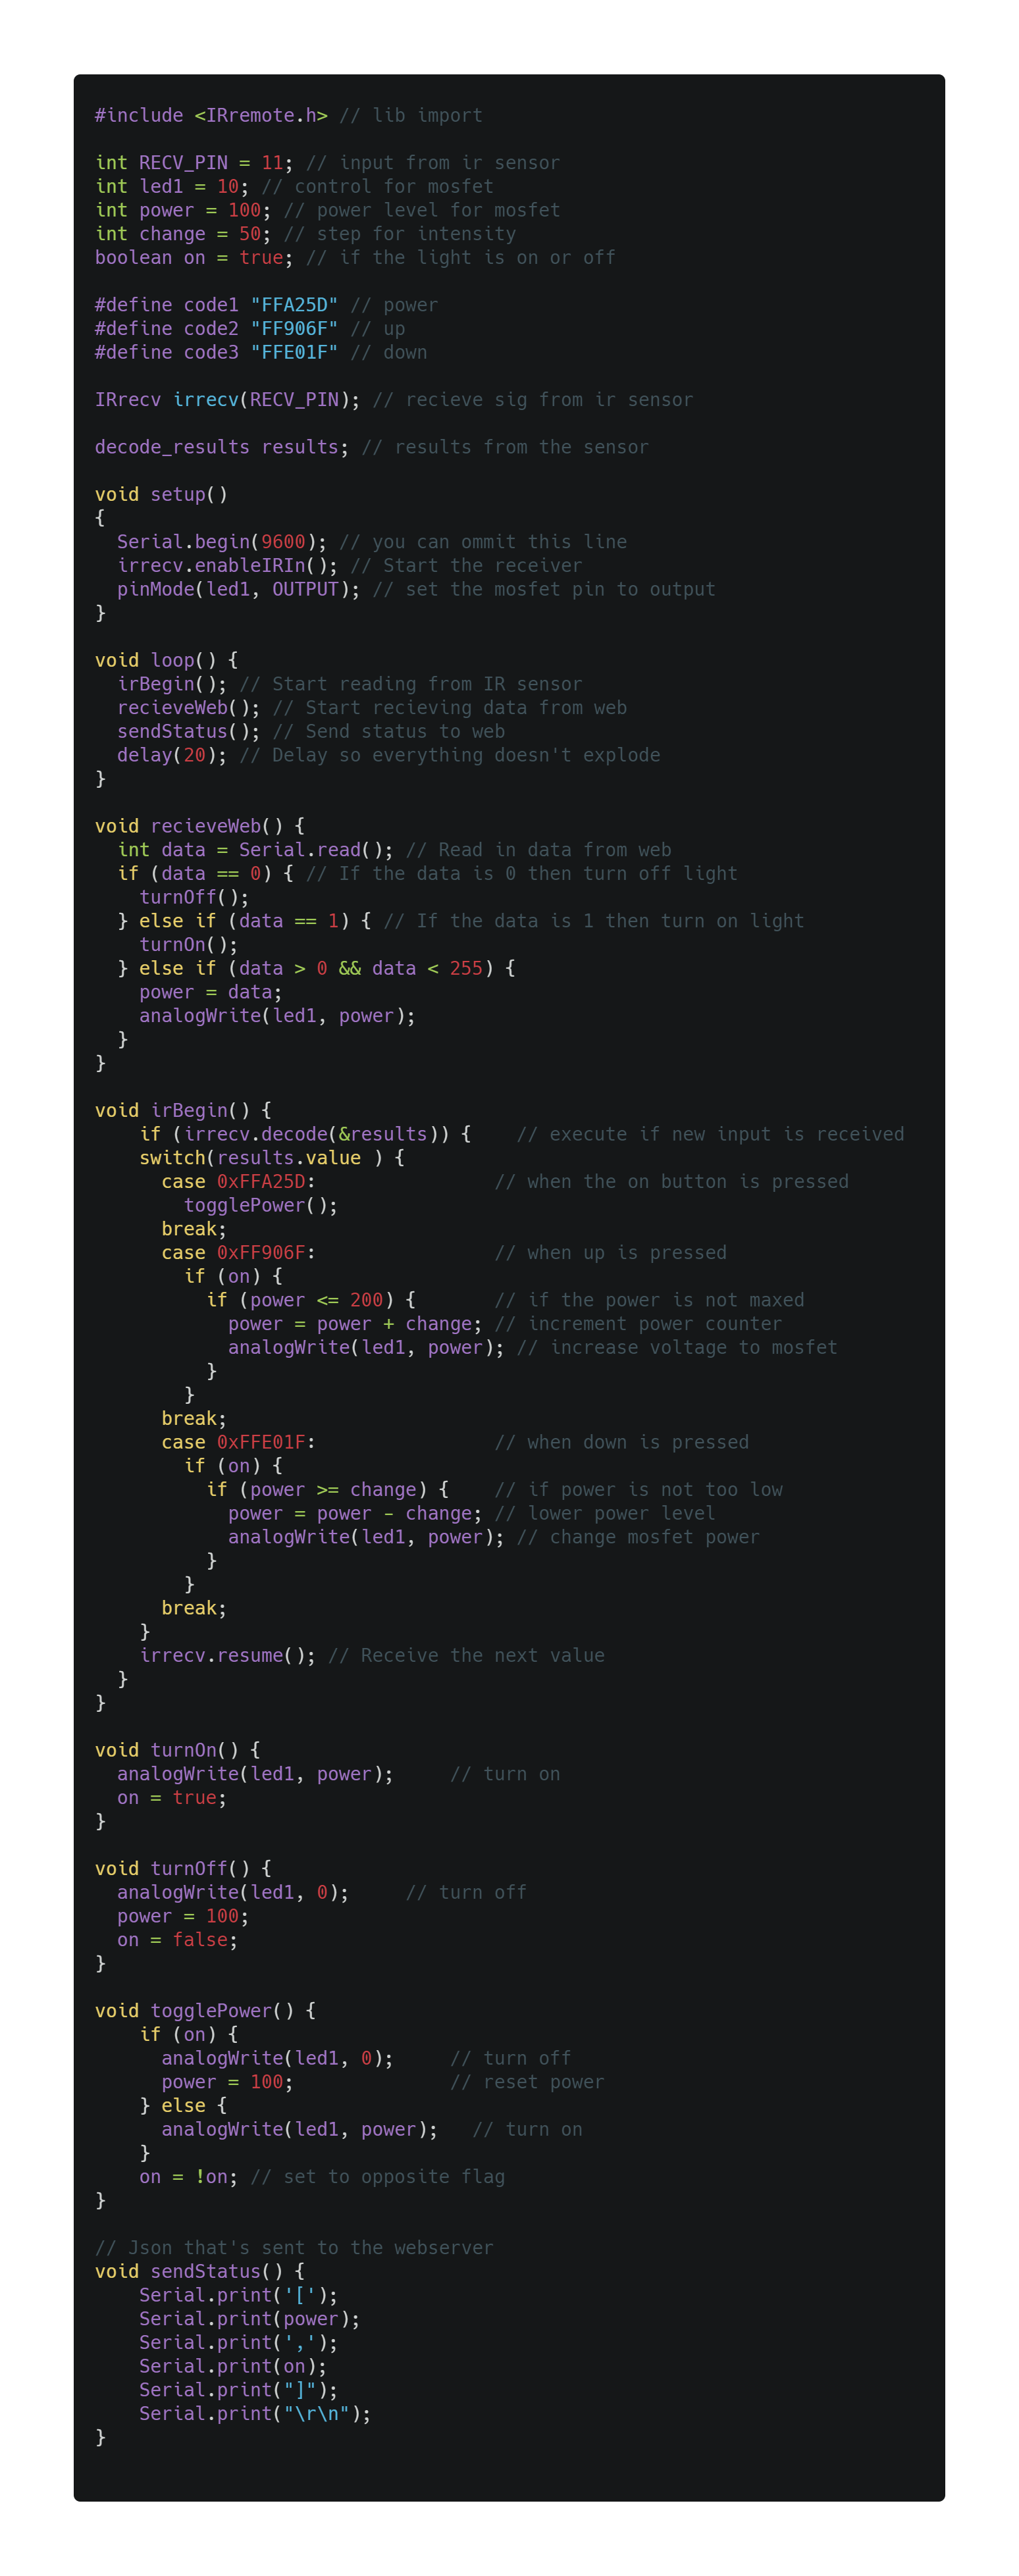 #include <IRremote.h> // lib import

int RECV_PIN = 11; // input from ir sensor
int led1 = 10; // control for mosfet
int power = 100; // power level for mosfet
int change = 50; // step for intensity
boolean on = true; // if the light is on or off

#define code1 "FFA25D" // power
#define code2 "FF906F" // up
#define code3 "FFE01F" // down

IRrecv irrecv(RECV_PIN); // recieve sig from ir sensor

decode_results results; // results from the sensor

void setup()
{
  Serial.begin(9600); // you can ommit this line
  irrecv.enableIRIn(); // Start the receiver
  pinMode(led1, OUTPUT); // set the mosfet pin to output
}

void loop() {
  irBegin(); // Start reading from IR sensor
  recieveWeb(); // Start recieving data from web
  sendStatus(); // Send status to web
  delay(20); // Delay so everything doesn't explode
}

void recieveWeb() {
  int data = Serial.read(); // Read in data from web
  if (data == 0) { // If the data is 0 then turn off light
    turnOff();
  } else if (data == 1) { // If the data is 1 then turn on light
    turnOn();
  } else if (data > 0 && data < 255) {
    power = data;
    analogWrite(led1, power);
  }
}

void irBegin() {
    if (irrecv.decode(&results)) {    // execute if new input is received
    switch(results.value ) {
      case 0xFFA25D:                // when the on button is pressed
        togglePower();
      break;
      case 0xFF906F:                // when up is pressed
        if (on) {
          if (power <= 200) {       // if the power is not maxed
            power = power + change; // increment power counter
            analogWrite(led1, power); // increase voltage to mosfet
          }
        }
      break;
      case 0xFFE01F:                // when down is pressed
        if (on) {
          if (power >= change) {    // if power is not too low
            power = power - change; // lower power level
            analogWrite(led1, power); // change mosfet power
          }
        }
      break;
    }
    irrecv.resume(); // Receive the next value
  }
}

void turnOn() {
  analogWrite(led1, power);     // turn on
  on = true;
}

void turnOff() {
  analogWrite(led1, 0);     // turn off
  power = 100;
  on = false;
}

void togglePower() {
    if (on) {
      analogWrite(led1, 0);     // turn off
      power = 100;              // reset power
    } else {
      analogWrite(led1, power);   // turn on
    }
    on = !on; // set to opposite flag
}

// Json that's sent to the webserver
void sendStatus() {
    Serial.print('[');
    Serial.print(power);
    Serial.print(',');
    Serial.print(on);
    Serial.print("]");
    Serial.print("\r\n");
}